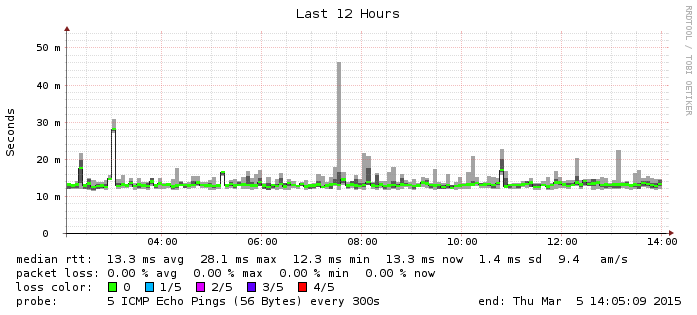 Last 12 Hours
RRDTOOL / TOBI OETIKER
Seconds
50 m
40 m
30 m
20 m
10 m
0
04:00 06:00 08:00 10:00 12:00 14:00
median rtt: 13.3 ms avg 28.1 ms max 12.3 ms min 13.3 ms now 1.4 ms sd 9.4 am/s
packet loss: 0.00 % avg 0.00 % max 0.00 % min 0.00 % now
loss color: 0 1/5 2/5 3/5 4/5
probe: 5 ICMP Echo Pings (56 Bytes) every 300s end: Thu Mar 5 14:05:09 2015